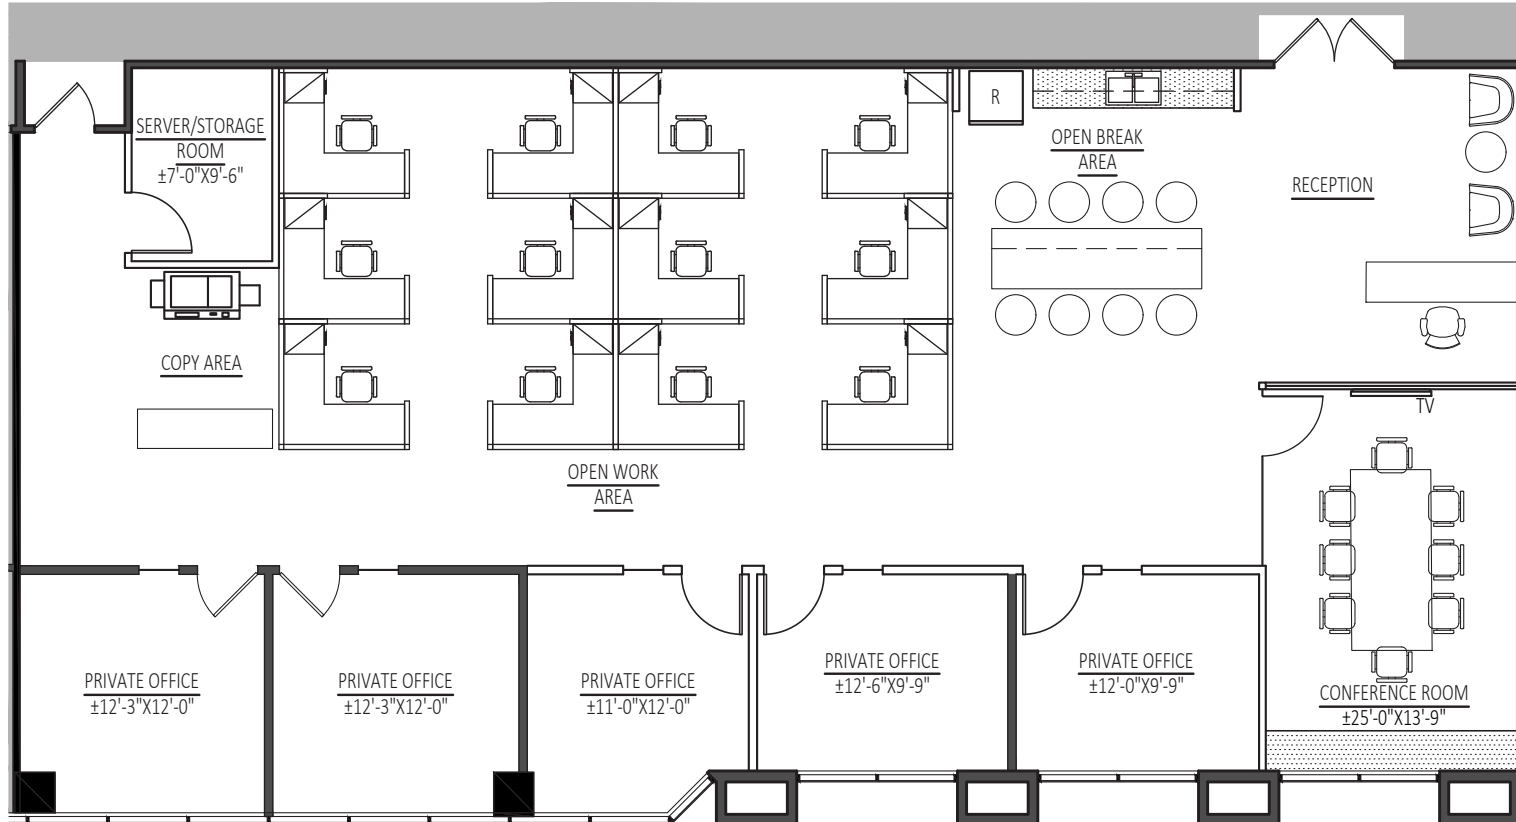 R
SERVER/STORAGE
ROOM
±7'-0"X9'-6"
OPEN BREAK
AREA
RECEPTION
COPY AREA
TV
OPEN WORK
AREA
PRIVATE OFFICE
±12'-3"X12'-0"
PRIVATE OFFICE
±12'-3"X12'-0"
PRIVATE OFFICE
±11'-0"X12'-0"
PRIVATE OFFICE
±12'-6"X9'-9"
PRIVATE OFFICE
±12'-0"X9'-9"
CONFERENCE ROOM
±25'-0"X13'-9"